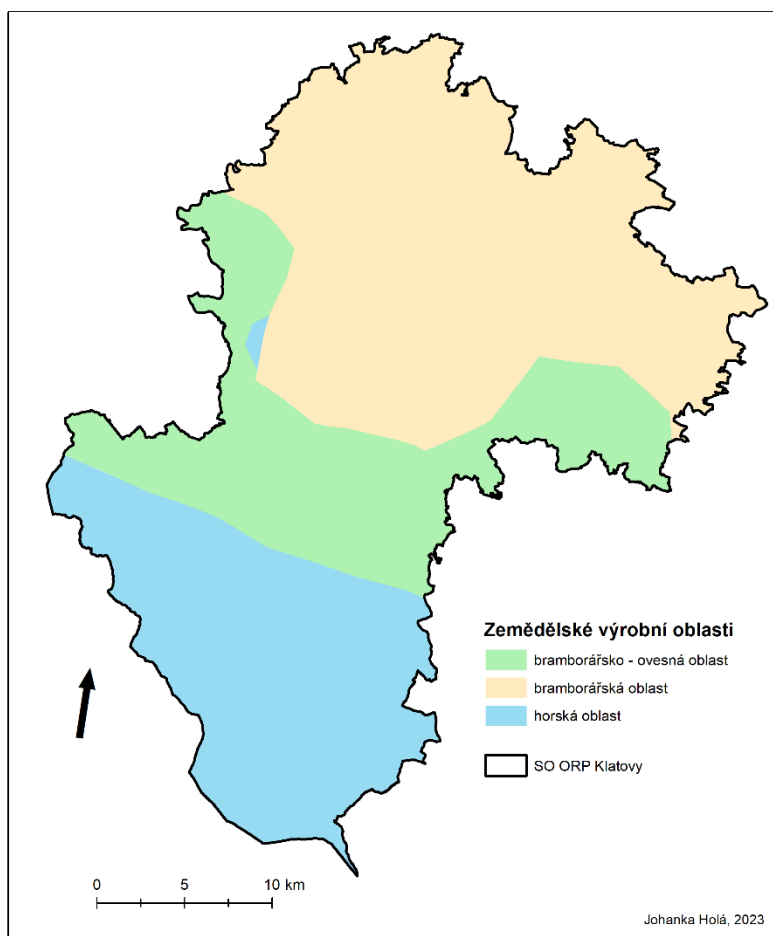 Zemědělské výrobní oblasti
bramborářsko - ovesná oblast
bramborářská oblast
horská oblast
SO ORP Klatovy
0 5 10 km
Johanka Holá, 2023